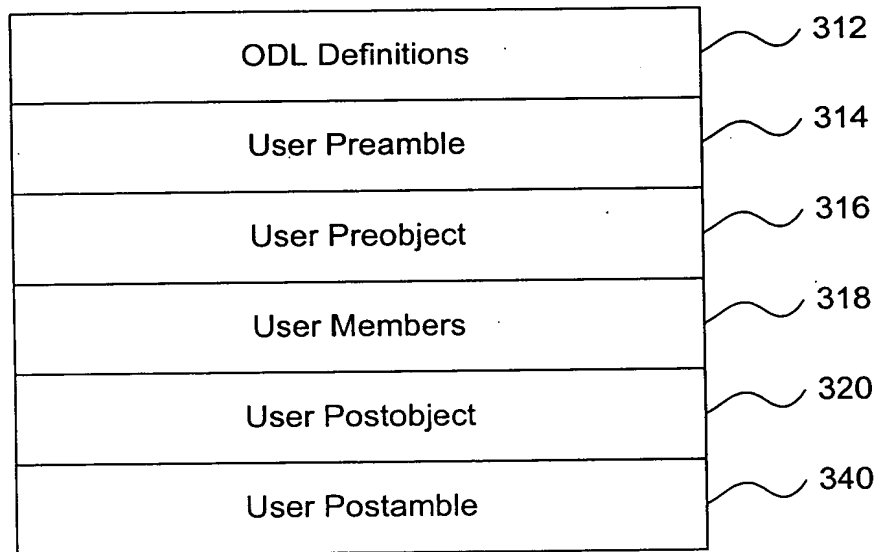 312
ODL Definitions
314
User Preamble
316
User Preobject
318
User Members
320
User Postobject
340
User Postamble